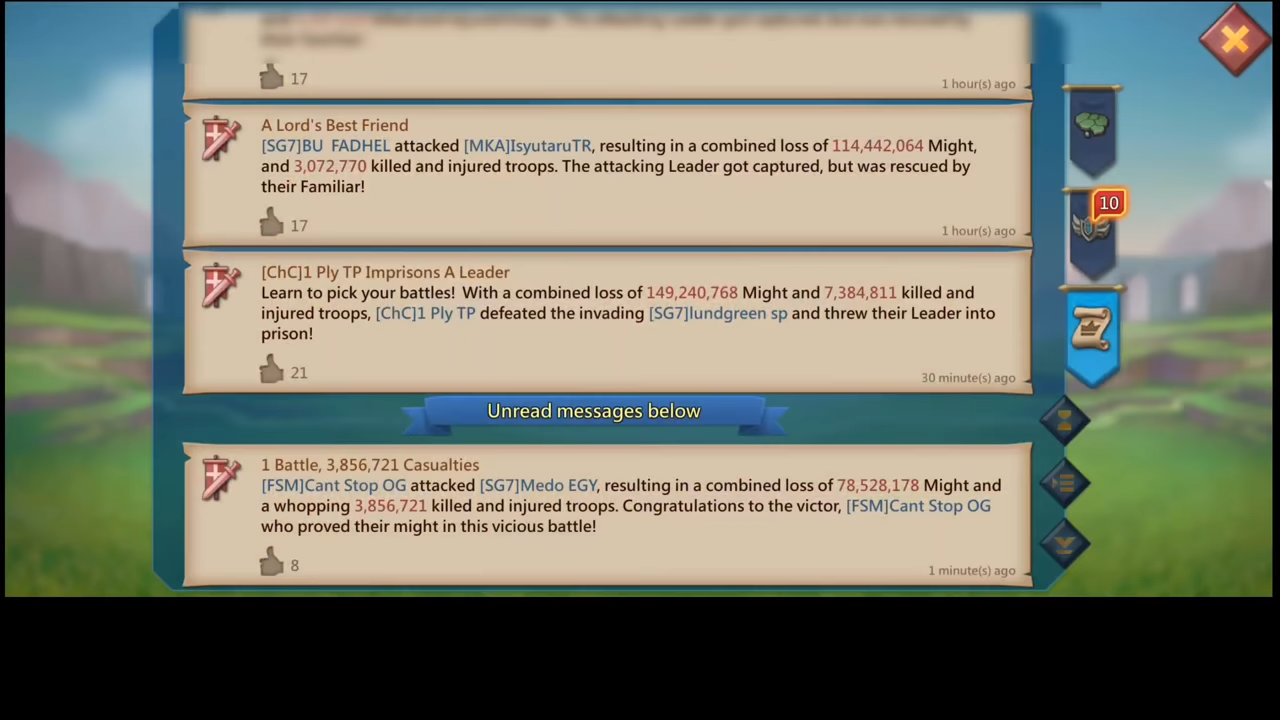 17
1 hour(s) ago
A Lord's Best Friend
[SG7]BU FADHEL attacked [MKA]IsyutaruTR, resulting in a combined loss of 114,442,064 Might,
and 3,072,770 killed and injured troops. The attacking Leader got captured, but was rescued by
their Familiar!
17
1 hour(s) ago
10
[ChC]1 Ply TP Imprisons A Leader
Learn to pick your battles! With a combined loss of 149,240,768 Might and 7,384,811 killed and
injured troops, [ChC]1 Ply TP defeated the invading [SG7]lundgreen sp and threw their Leader into
prison!
21
30 minute(s) ago
Unread messages below
1 Battle, 3,856,721 Casualties
[FSM]Cant Stop OG attacked [SG7]Medo EGY, resulting in a combined loss of 78,528,178 Might and
a whopping 3,856,721 killed and injured troops. Congratulations to the victor, [FSM]Cant Stop OG
who proved their might in this vicious battle!
8
1 minute(s) ago